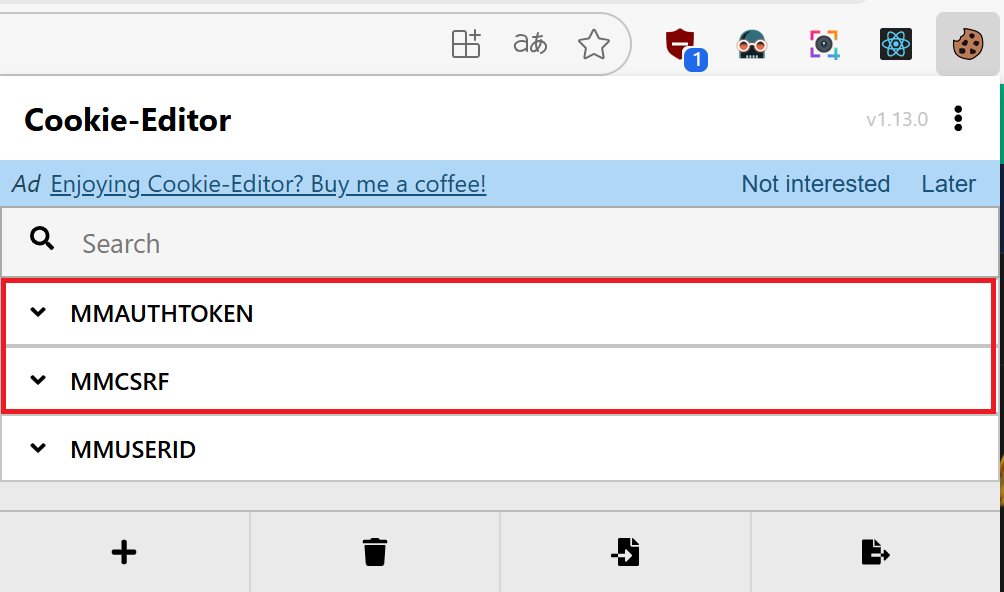 aあ
1
Cookie-Editor v1.13.0
Ad Enjoying Cookie-Editor? Buy me a coffee! Not interested Later
Search
MMAUTHTOKEN
MMCSRF
MMUSERID